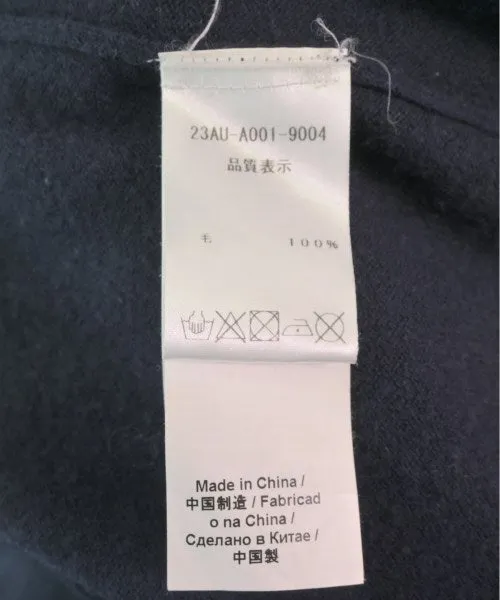 23AU-A001-9004
品質表示
毛 100%
Made in China /
中国制造 / Fabricad
o na China /
Сделано в Китае /
中国製